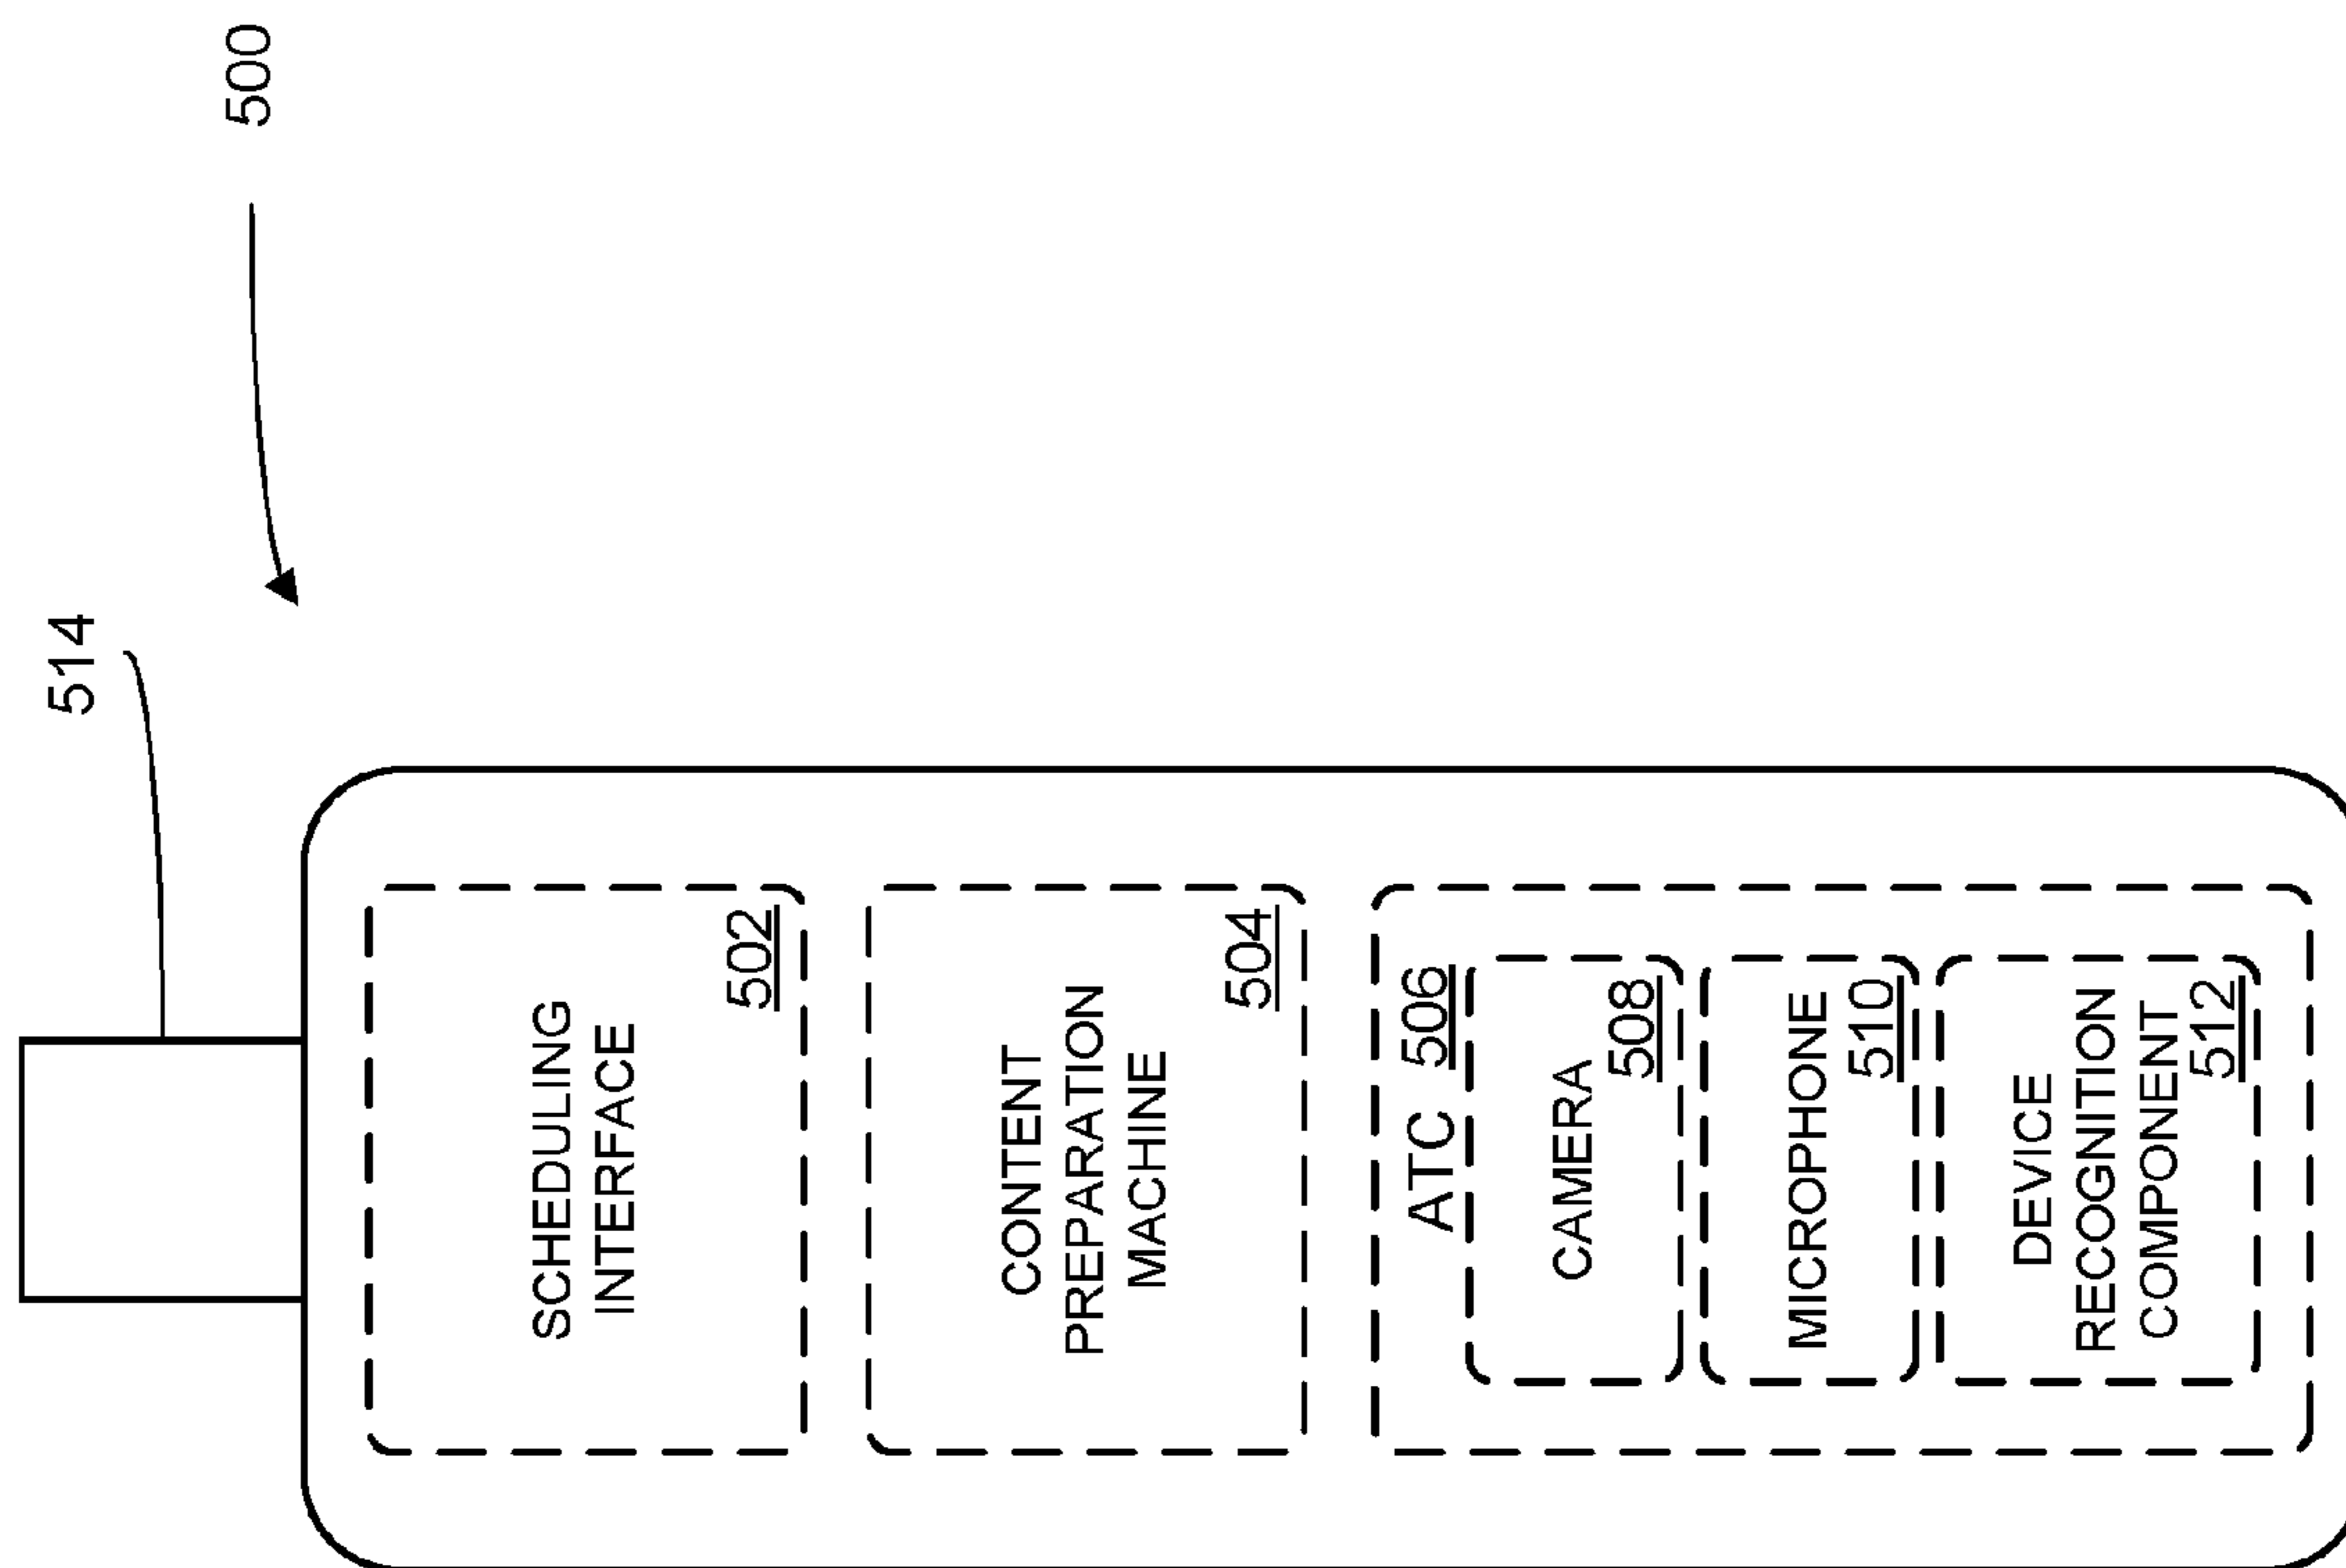 500
514
SCHEDULING
INTERFACE
502
CONTENT
PREPARATION
MACHINE
504
ATC 506
CAMERA
508
MICROPHONE
510
DEVICE
RECOGNITION
COMPONENT
512